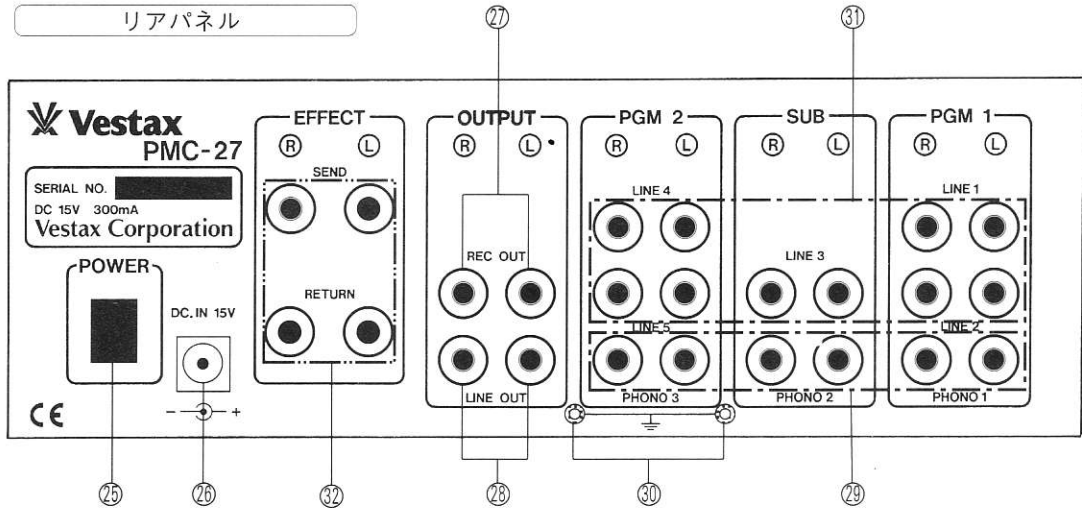 リアパネル
㉗ ㉛
Vestax
PMC-27
SERIAL NO.
DC 15V 300mA
Vestax Corporation
POWER
DC.IN 15V
- +
CE
EFFECT
R L
SEND
RETURN
OUTPUT
R L
REC OUT
LINE OUT
PGM 2
R L
LINE 4
LINE 5
PHONO 3
SUB
R L
LINE 3
PHONO 2
PGM 1
R L
LINE 1
LINE 2
PHONO 1
㉕ ㉖ ㉜ ㉘ ㉚ ㉙